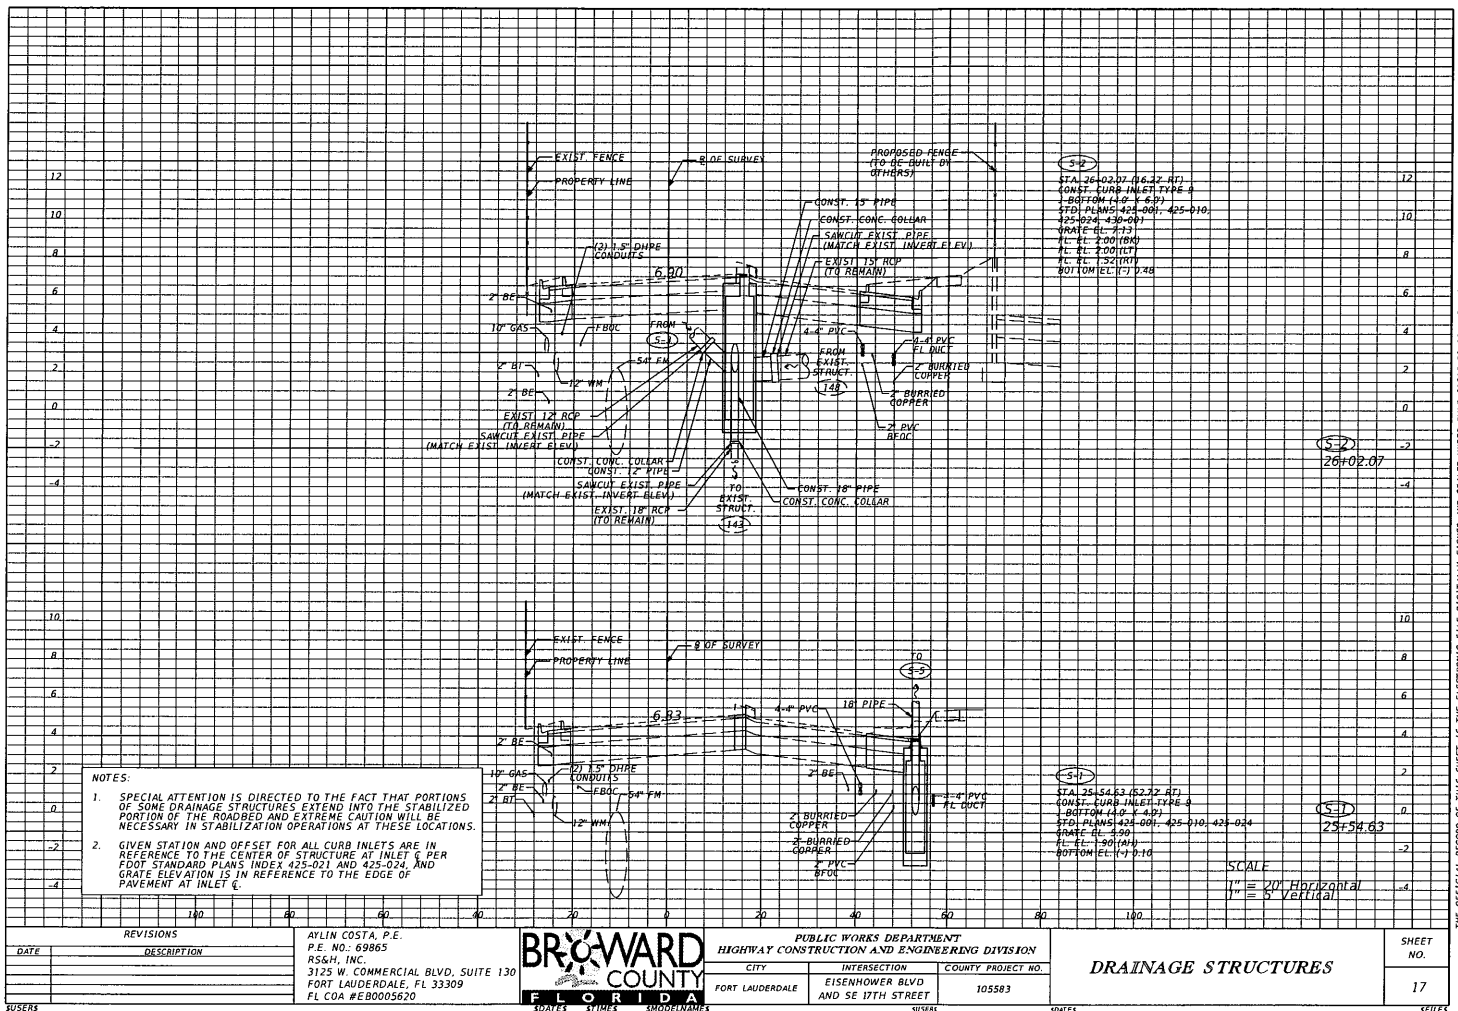 EXIST. FENCE
PROPERTY LINE
B OF SURVEY
PROPOSED FENCE
(TO BE BUILT BY
OTHERS)
CONST. 15" PIPE
CONST. CONC. COLLAR
SAWCUT EXIST. PIPE
(MATCH EXIST. INVERT ELEV.)
EXIST. 15" RCP
(TO REMAIN)
(2) 1.5" DHPE
CONDUITS
6.90
2" BE
10" GAS
FBOC
FROM
54" FM
2" BT
12" WM
2" BE
EXIST. 12" RCP
(TO REMAIN)
SAWCUT EXIST. PIPE
(MATCH EXIST. INVERT ELEV.)
CONST. CONC. COLLAR
CONST. 12" PIPE
SAWCUT EXIST. PIPE
(MATCH EXIST. INVERT ELEV.)
EXIST. 18" RCP
(TO REMAIN)
TO
EXIST.
STRUCT.
143
CONST. 18" PIPE
CONST. CONC. COLLAR
FROM
EXIST.
STRUCT.
148
4-4" PVC
4-4" PVC
FL DUCT
2" BURRIED
COPPER
2" BURRIED
COPPER
2" PVC
BFOC
S-2
STA. 26+02.07 (16.22' RT)
CONST. CURB INLET TYPE 9
J-BOTTOM (4.0' X 6.0')
STD. PLANS 425-001, 425-010,
425-024, 430-001
GRATE EL. 7.13
FL. EL. 2.00 (BK)
FL. EL. 2.00 (LT)
FL. EL. 1.52 (RT)
12
10
8
6
4
2
0
-2
-4
12
10
8
6
4
2
0
-2
-4
S-2
26+02.07
EXIST. FENCE
PROPERTY LINE
B OF SURVEY
TO
S-5
18" PIPE
4-4" PVC
6.83
2" BE
10" GAS
2" BE
2" BT
(2) 1.5" DHPE
CONDUITS
FBOC
54" FM
12" WM
2" BE
2" BURRIED
COPPER
2" BURRIED
COPPER
2" PVC
BFOC
4-4" PVC
FL DUCT
S-1
STA. 25+54.63 (52.72' RT)
CONST. CURB INLET TYPE 9
J-BOTTOM (4.0' X 4.0')
STD. PLANS 425-001, 425-010, 425-024
GRATE EL. 5.90
FL. EL. 1.90 (AH)
BOTTOM EL. (-) 0.10
10
8
6
4
2
0
-2
-4
10
8
6
4
2
0
-2
-4
S-1
25+54.63
SCALE
1" = 20' Horizontal
1" = 5' Vertical
NOTES:
1. SPECIAL ATTENTION IS DIRECTED TO THE FACT THAT PORTIONS
OF SOME DRAINAGE STRUCTURES EXTEND INTO THE STABILIZED
PORTION OF THE ROADBED AND EXTREME CAUTION WILL BE
NECESSARY IN STABILIZATION OPERATIONS AT THESE LOCATIONS.
2. GIVEN STATION AND OFFSET FOR ALL CURB INLETS ARE IN
REFERENCE TO THE CENTER OF STRUCTURE AT INLET ℄ PER
FDOT STANDARD PLANS INDEX 425-021 AND 425-024, AND
GRATE ELEVATION IS IN REFERENCE TO THE EDGE OF
PAVEMENT AT INLET ℄.
100 80 60 40 20 0 20 40 60 80 100
REVISIONS
DATE DESCRIPTION
AYLIN COSTA, P.E.
P.E. NO.: 69865
RS&H, INC.
3125 W. COMMERCIAL BLVD, SUITE 130
FORT LAUDERDALE, FL 33309
FL COA #EB0005620
BROWARD
COUNTY
FLORIDA
PUBLIC WORKS DEPARTMENT
HIGHWAY CONSTRUCTION AND ENGINEERING DIVISION
CITY INTERSECTION COUNTY PROJECT NO.
FORT LAUDERDALE
EISENHOWER BLVD
AND SE 17TH STREET
105583
DRAINAGE STRUCTURES
SHEET
NO.
17
$USER$ $DATE$ $TIME$ $MODELNAME$ $USER$ $DATE$ $FILE$